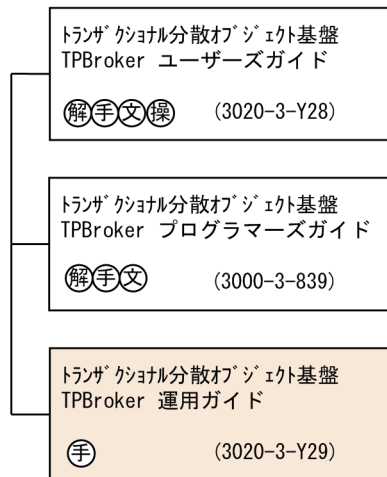 ﾄﾗﾝｻﾞｸｼｮﾅﾙ分散ｵﾌﾞｼﾞｪｸﾄ基盤
TPBroker ユーザーズガイド
解手文操 (3020-3-Y28)
ﾄﾗﾝｻﾞｸｼｮﾅﾙ分散ｵﾌﾞｼﾞｪｸﾄ基盤
TPBroker プログラマーズガイド
解手文 (3000-3-839)
ﾄﾗﾝｻﾞｸｼｮﾅﾙ分散ｵﾌﾞｼﾞｪｸﾄ基盤
TPBroker 運用ガイド
手 (3020-3-Y29)